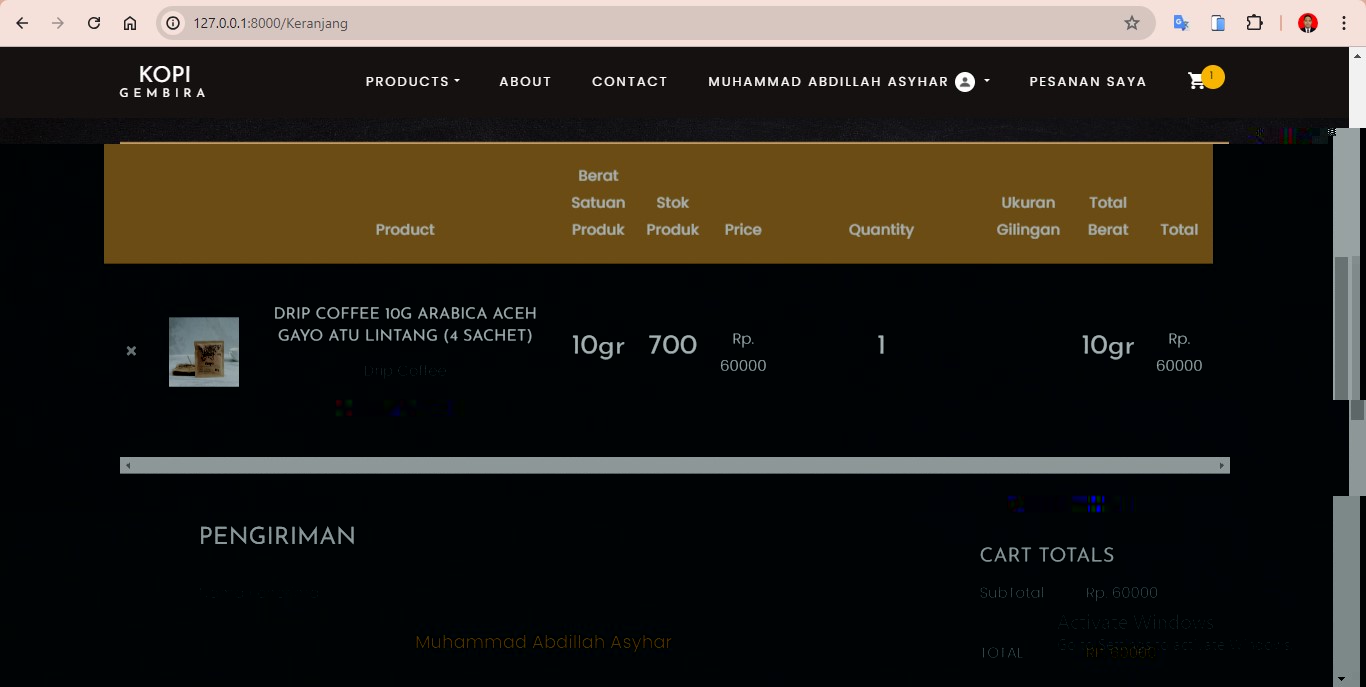 127.0.0.1:8000/Keranjang
KOPI
GEMBIRA
PRODUCTS
ABOUT
CONTACT
MUHAMMAD ABDILLAH ASYHAR
PESANAN SAYA
1
Product
Berat
Satuan
Produk
Stok
Produk
Price
Quantity
Ukuran
Gilingan
Total
Berat
Total
DRIP COFFEE 10G ARABICA ACEH
GAYO ATU LINTANG (4 SACHET)
Drip Coffee
10gr
700
Rp.
60000
1
10gr
Rp.
60000
PENGIRIMAN
Muhammad Abdillah Asyhar
CART TOTALS
SubTotal
Rp. 60000
TOTAL
Rp. 60000
Activate Windows
Go to Settings to activate Windows.